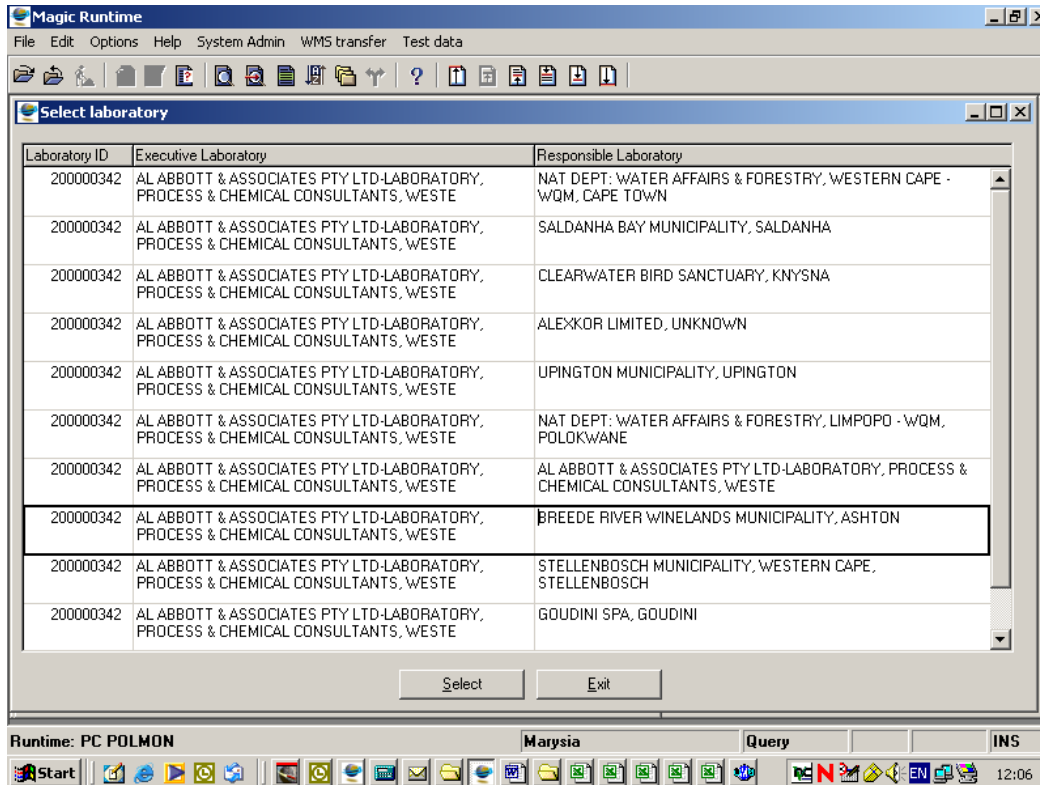 Magic Runtime
File Edit Options Help System Admin WMS transfer Test data
Select laboratory
Laboratory ID Executive Laboratory Responsible Laboratory
200000342 AL ABBOTT & ASSOCIATES PTY LTD-LABORATORY, NAT DEPT: WATER AFFAIRS & FORESTRY, WESTERN CAPE -
PROCESS & CHEMICAL CONSULTANTS, WESTE WQM, CAPE TOWN
200000342 AL ABBOTT & ASSOCIATES PTY LTD-LABORATORY, SALDANHA BAY MUNICIPALITY, SALDANHA
PROCESS & CHEMICAL CONSULTANTS, WESTE
200000342 AL ABBOTT & ASSOCIATES PTY LTD-LABORATORY, CLEARWATER BIRD SANCTUARY, KNYSNA
PROCESS & CHEMICAL CONSULTANTS, WESTE
200000342 AL ABBOTT & ASSOCIATES PTY LTD-LABORATORY, ALEXKOR LIMITED, UNKNOWN
PROCESS & CHEMICAL CONSULTANTS, WESTE
200000342 AL ABBOTT & ASSOCIATES PTY LTD-LABORATORY, UPINGTON MUNICIPALITY, UPINGTON
PROCESS & CHEMICAL CONSULTANTS, WESTE
200000342 AL ABBOTT & ASSOCIATES PTY LTD-LABORATORY, NAT DEPT: WATER AFFAIRS & FORESTRY, LIMPOPO - WQM,
PROCESS & CHEMICAL CONSULTANTS, WESTE POLOKWANE
200000342 AL ABBOTT & ASSOCIATES PTY LTD-LABORATORY, AL ABBOTT & ASSOCIATES PTY LTD-LABORATORY, PROCESS &
PROCESS & CHEMICAL CONSULTANTS, WESTE CHEMICAL CONSULTANTS, WESTE
200000342 AL ABBOTT & ASSOCIATES PTY LTD-LABORATORY, BREEDE RIVER WINELANDS MUNICIPALITY, ASHTON
PROCESS & CHEMICAL CONSULTANTS, WESTE
200000342 AL ABBOTT & ASSOCIATES PTY LTD-LABORATORY, STELLENBOSCH MUNICIPALITY, WESTERN CAPE,
PROCESS & CHEMICAL CONSULTANTS, WESTE STELLENBOSCH
200000342 AL ABBOTT & ASSOCIATES PTY LTD-LABORATORY, GOUDINI SPA, GOUDINI
PROCESS & CHEMICAL CONSULTANTS, WESTE
Select Exit
Runtime: PC POLMON Marysia Query INS
Start EN 12:06